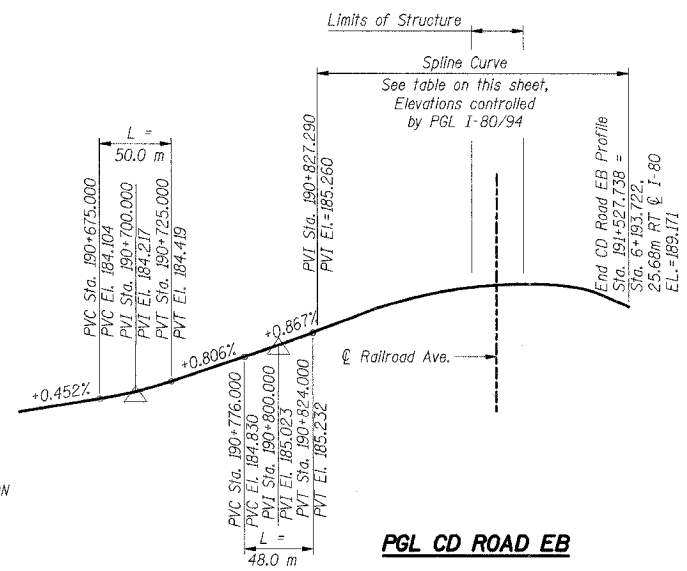 Limits of Structure
Spline Curve
See table on this sheet,
Elevations controlled
by PGL I-80/94
L =
50.0 m
PVC Sta. 190+675.000
PVC El. 184.104
PVI Sta. 190+700.000
PVI El. 184.217
PVT Sta. 190+725.000
PVT El. 184.419
PVI Sta. 190+827.290
PVI El.=185.260
End CD Road EB Profile
Sta. 191+527.738 =
Sta. 6+193.722,
25.68m RT ℄ I-80
EL.=189.171
+0.452%
+0.806%
+0.867%
℄ Railroad Ave.
PVC Sta. 190+776.000
PVC El. 184.830
PVI Sta. 190+800.000
PVI El. 185.023
PVT Sta. 190+824.000
PVT El. 185.232
L =
48.0 m
PGL CD ROAD EB